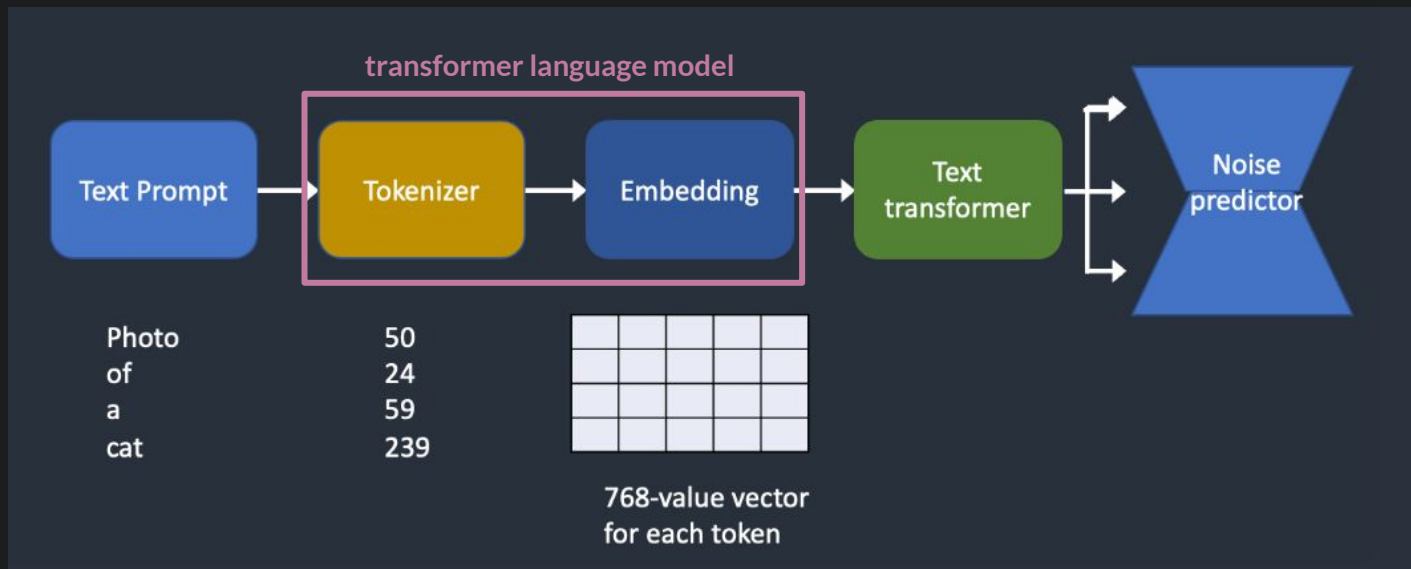 transformer language model
Text Prompt
Tokenizer
Embedding
Text
transformer
Noise
predictor
Photo
of
a
cat
50
24
59
239
768-value vector
for each token